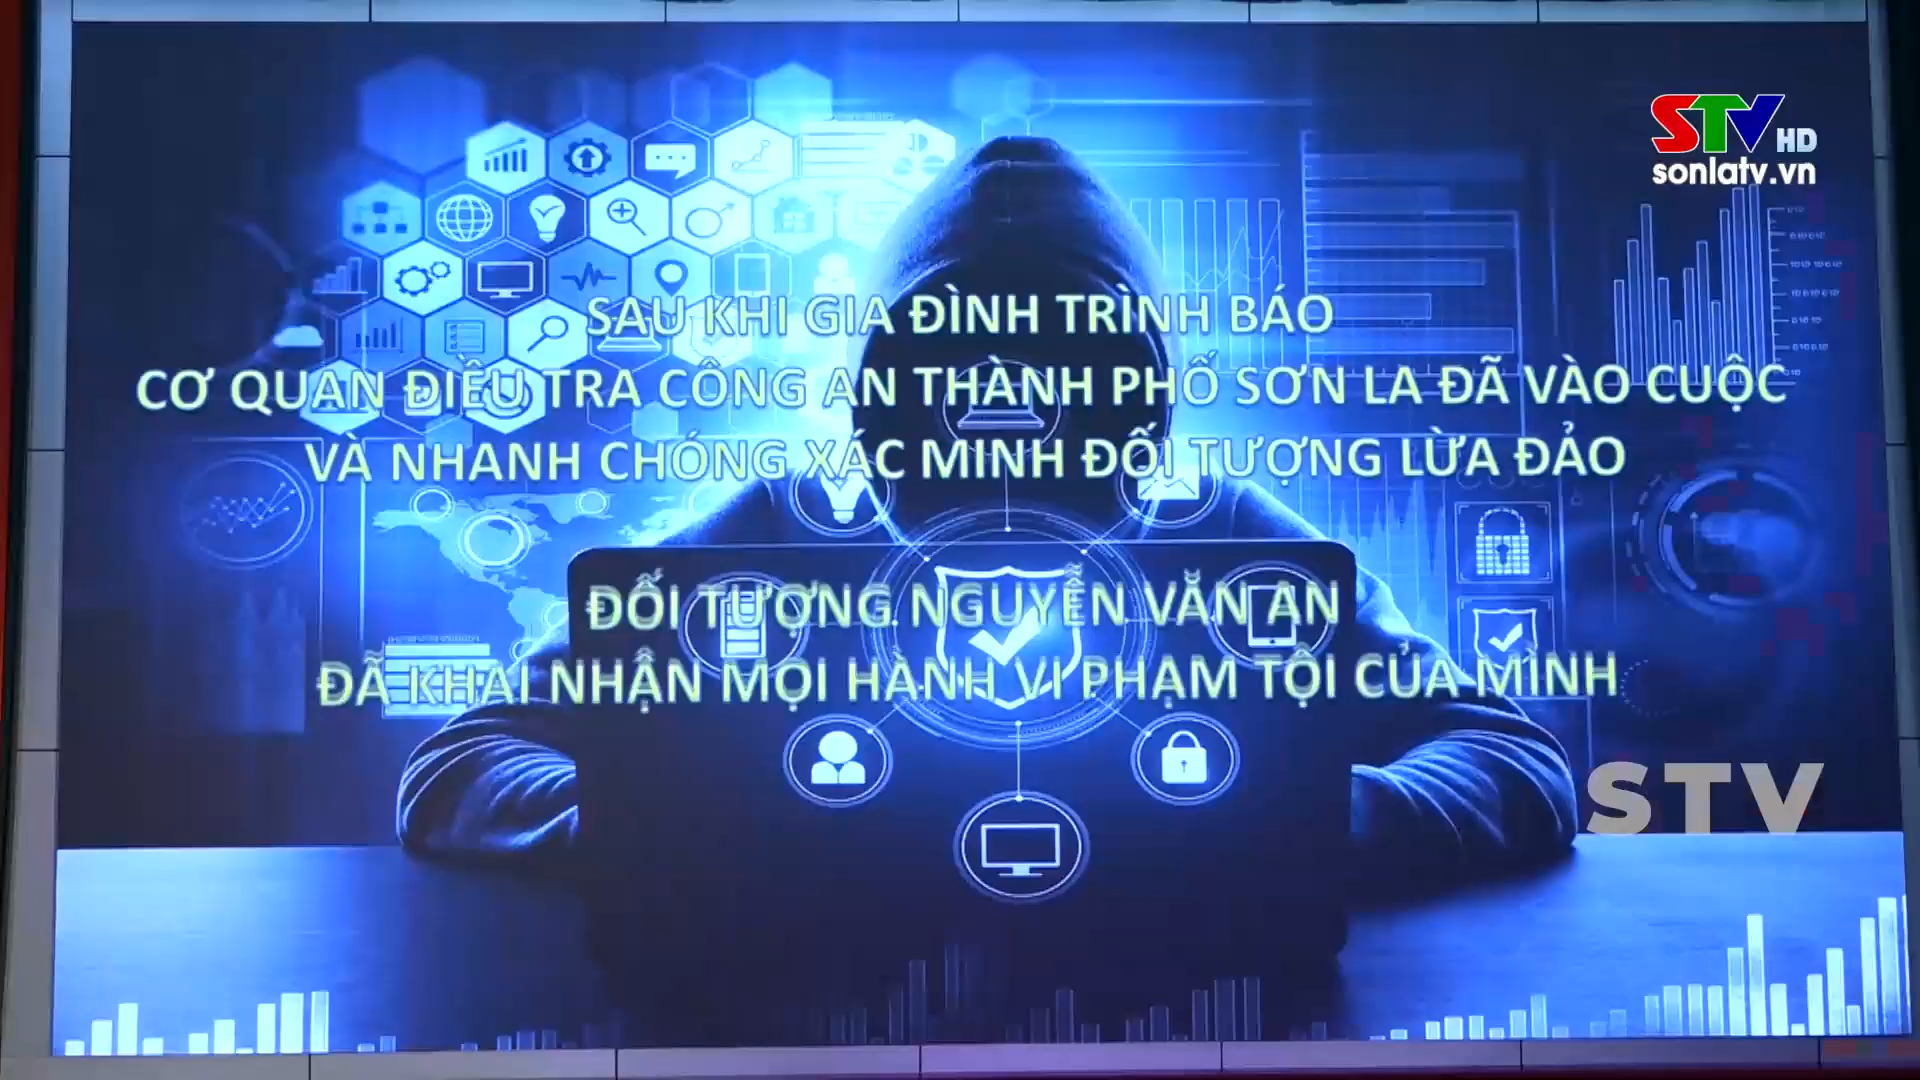 STV HD
sonlatv.vn
SAU KHI GIA ĐÌNH TRÌNH BÁO
CƠ QUAN ĐIỀU TRA CÔNG AN THÀNH PHỐ SƠN LA ĐÃ VÀO CUỘC
VÀ NHANH CHÓNG XÁC MINH ĐỐI TƯỢNG LỪA ĐẢO
ĐỐI TƯỢNG NGUYỄN VĂN AN
ĐÃ KHAI NHẬN MỌI HÀNH VI PHẠM TỘI CỦA MÌNH
STV